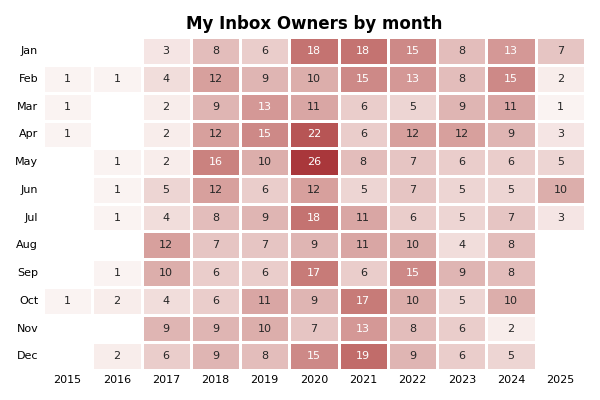 My Inbox Owners by month
Jan 3 8 6 18 18 15 8 13 7
Feb 1 1 4 12 9 10 15 13 8 15 2
Mar 1 2 9 13 11 6 5 9 11 1
Apr 1 2 12 15 22 6 12 12 9 3
May 1 2 16 10 26 8 7 6 6 5
Jun 1 5 12 6 12 5 7 5 5 10
Jul 1 4 8 9 18 11 6 5 7 3
Aug 12 7 7 9 11 10 4 8
Sep 1 10 6 6 17 6 15 9 8
Oct 1 2 4 6 11 9 17 10 5 10
Nov 9 9 10 7 13 8 6 2
Dec 2 6 9 8 15 19 9 6 5
2015 2016 2017 2018 2019 2020 2021 2022 2023 2024 2025